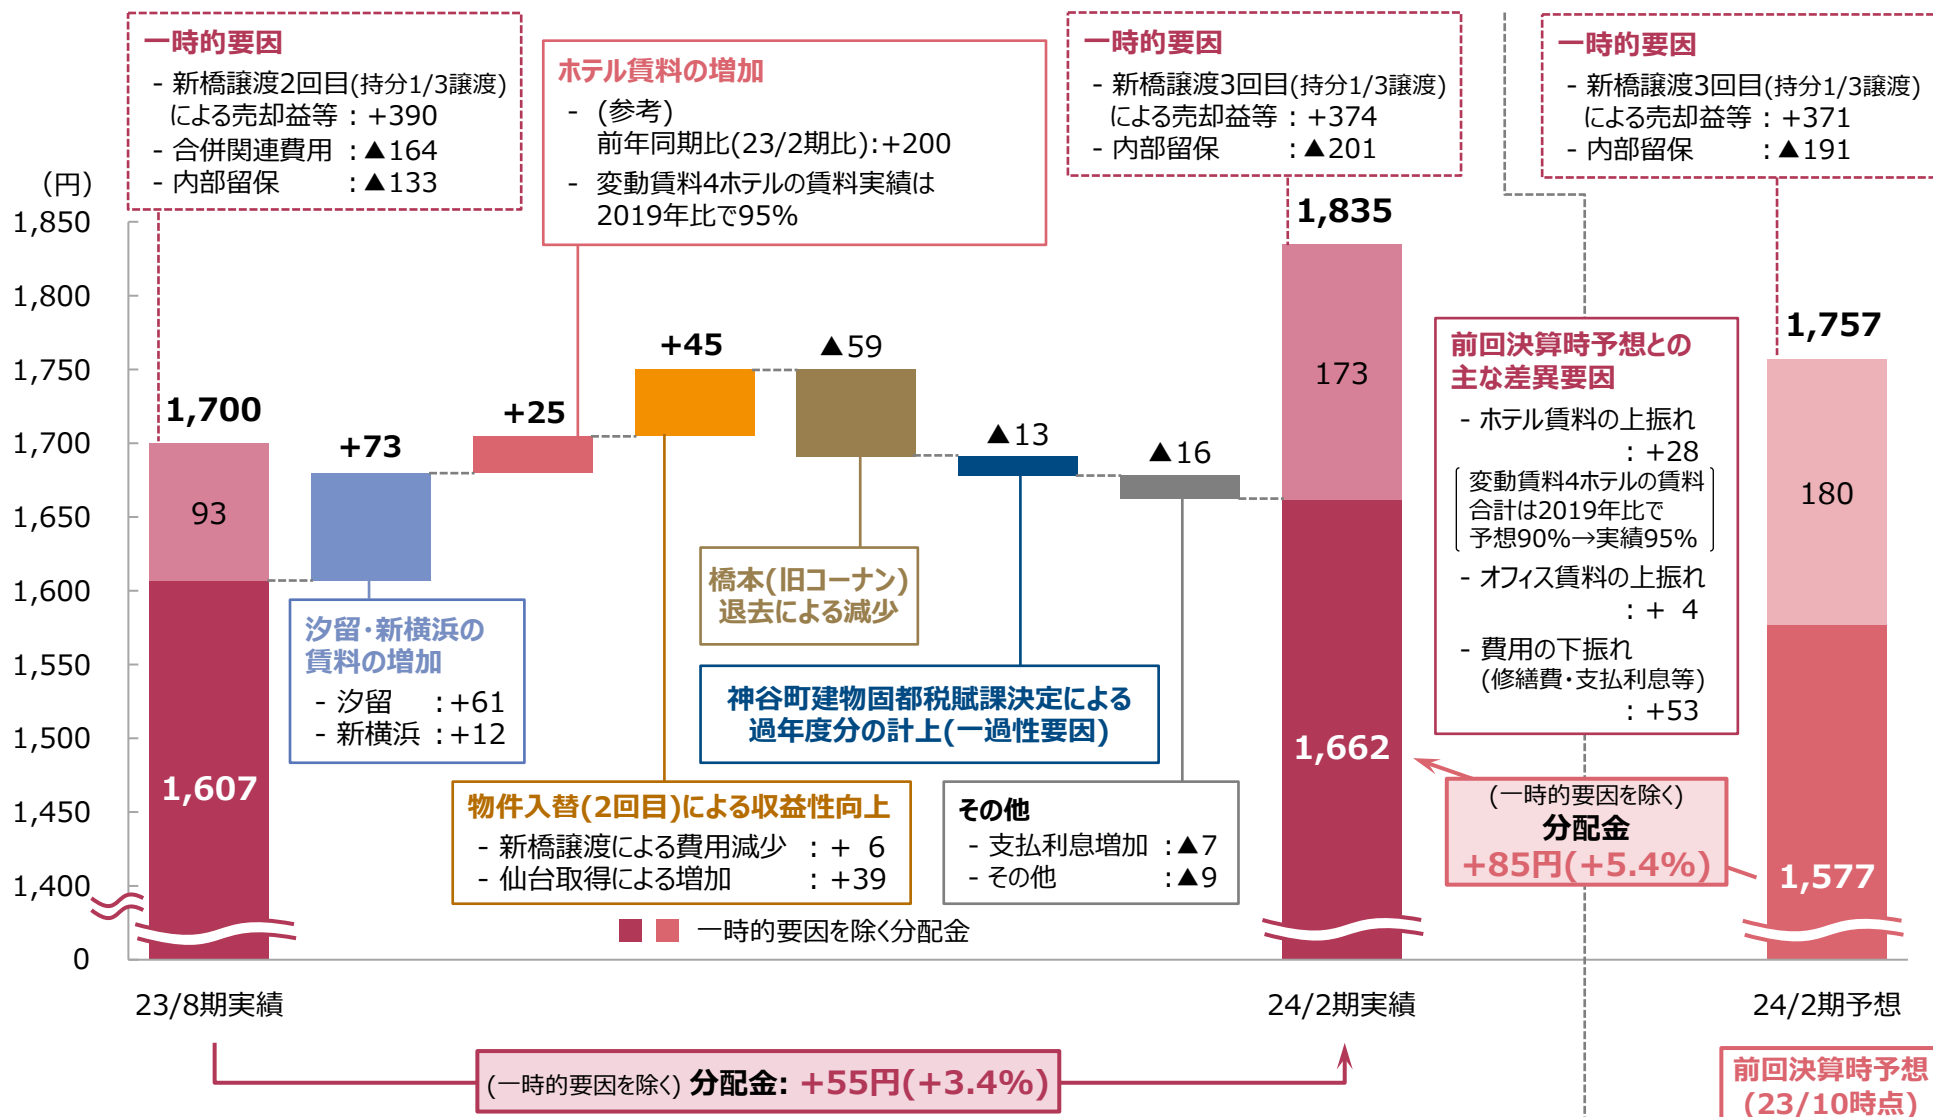 一時的要因
- 新橋譲渡2回目(持分1/3譲渡)
による売却益等 : +390
- 合併関連費用 : ▲164
- 内部留保 : ▲133
ホテル賃料の増加
- (参考)
前年同期比(23/2期比):+200
- 変動賃料4ホテルの賃料実績は
2019年比で95%
一時的要因
- 新橋譲渡3回目(持分1/3譲渡)
による売却益等 : +374
- 内部留保 : ▲201
一時的要因
- 新橋譲渡3回目(持分1/3譲渡)
による売却益等 : +371
- 内部留保 : ▲191
(円)
1,850
1,800
1,750
1,700
1,650
1,600
1,550
1,500
1,450
1,400
0
1,700
93
1,607
+73
+25
+45
▲59
▲13
▲16
1,835
173
1,662
1,757
180
1,577
汐留・新横浜の
賃料の増加
- 汐留 :+61
- 新横浜 :+12
物件入替(2回目)による収益性向上
- 新橋譲渡による費用減少 : + 6
- 仙台取得による増加 : +39
橋本(旧コーナン)
退去による減少
神谷町建物固都税賦課決定による
過年度分の計上(一過性要因)
その他
- 支払利息増加 :▲7
- その他 :▲9
前回決算時予想との
主な差異要因
- ホテル賃料の上振れ
: +28
変動賃料4ホテルの賃料
合計は2019年比で
予想90%→実績95%
- オフィス賃料の上振れ
: + 4
- 費用の下振れ
(修繕費・支払利息等)
: +53
(一時的要因を除く)
分配金
+85円(+5.4%)
一時的要因を除く分配金
23/8期実績
24/2期実績
24/2期予想
(一時的要因を除く) 分配金: +55円(+3.4%)
前回決算時予想
(23/10時点)